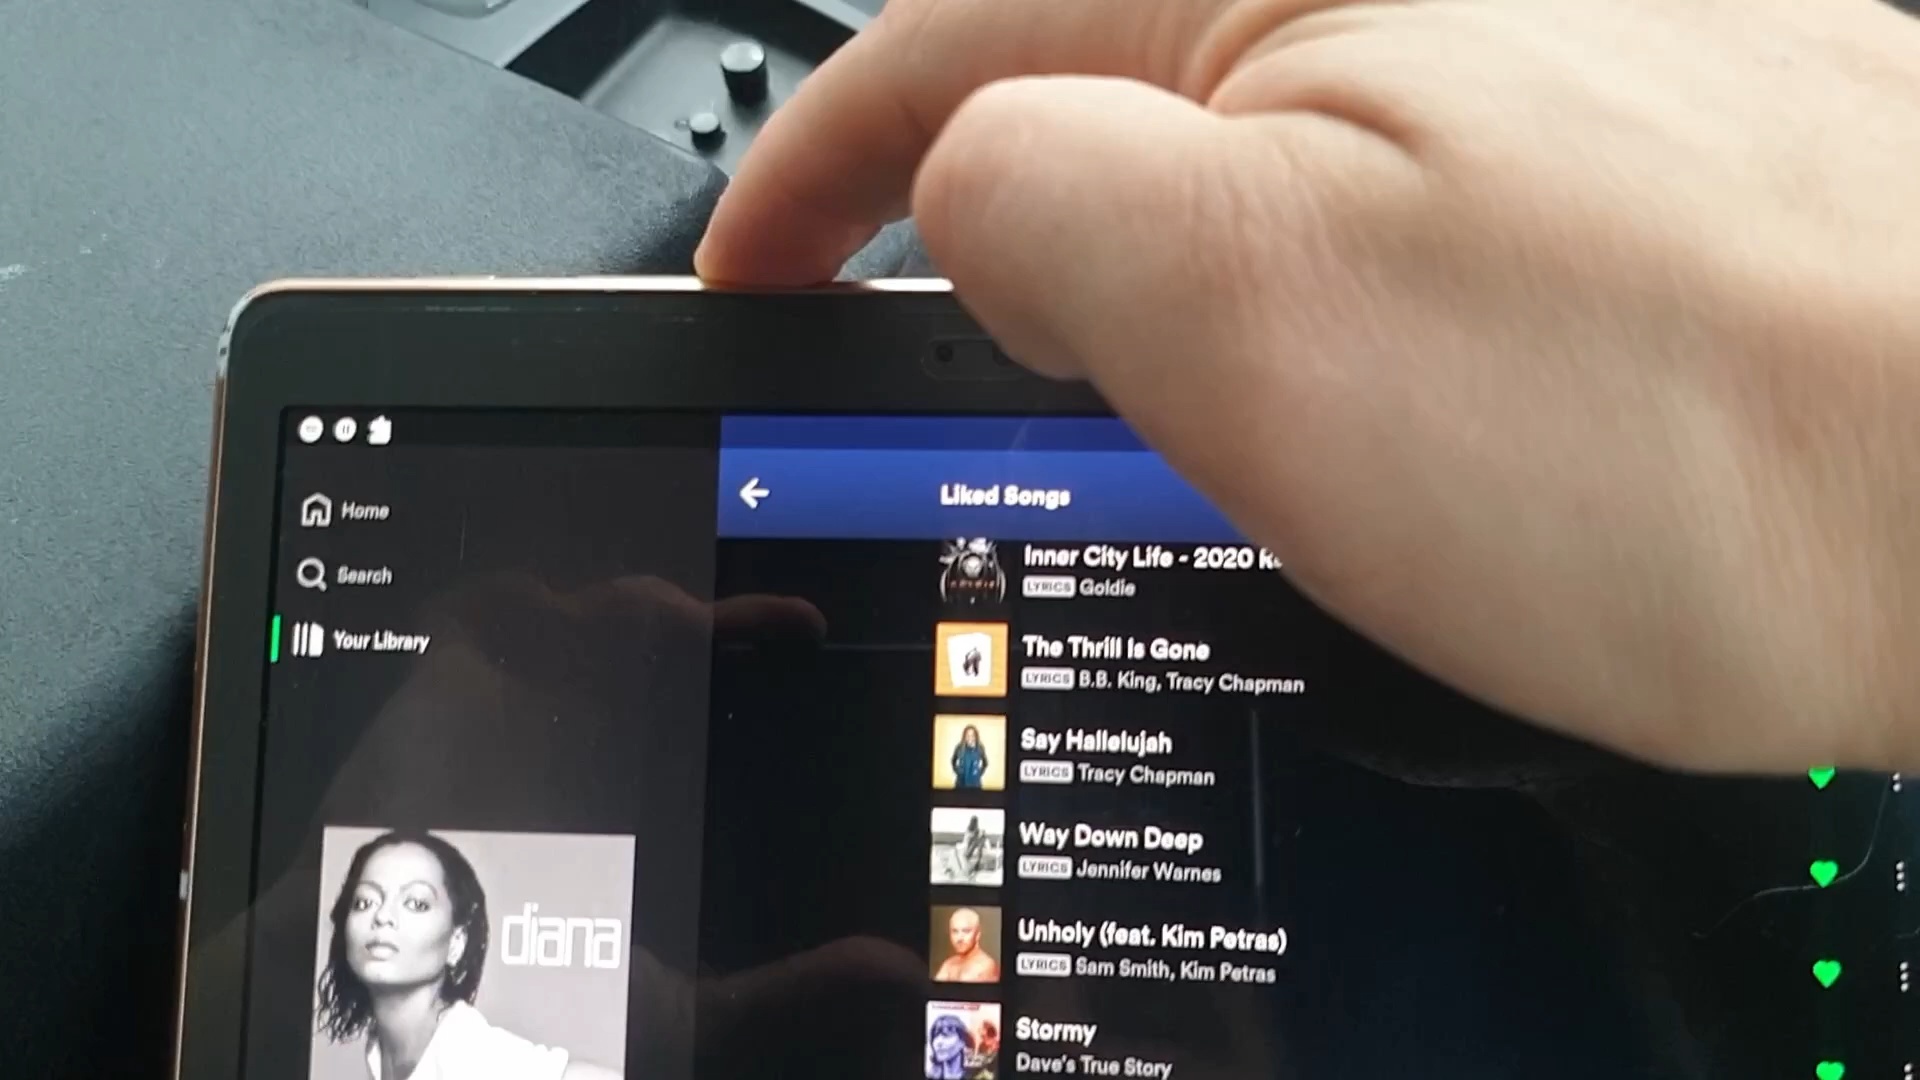 Home
Search
Your Library
diana
Liked Songs
Inner City Life - 2020
LYRICS Goldie
The Thrill Is Gone
LYRICS B.B. King, Tracy Chapman
Say Hallelujah
LYRICS Tracy Chapman
Way Down Deep
LYRICS Jennifer Warnes
Unholy (feat. Kim Petras)
LYRICS Sam Smith, Kim Petras
Stormy
Dave's True Story